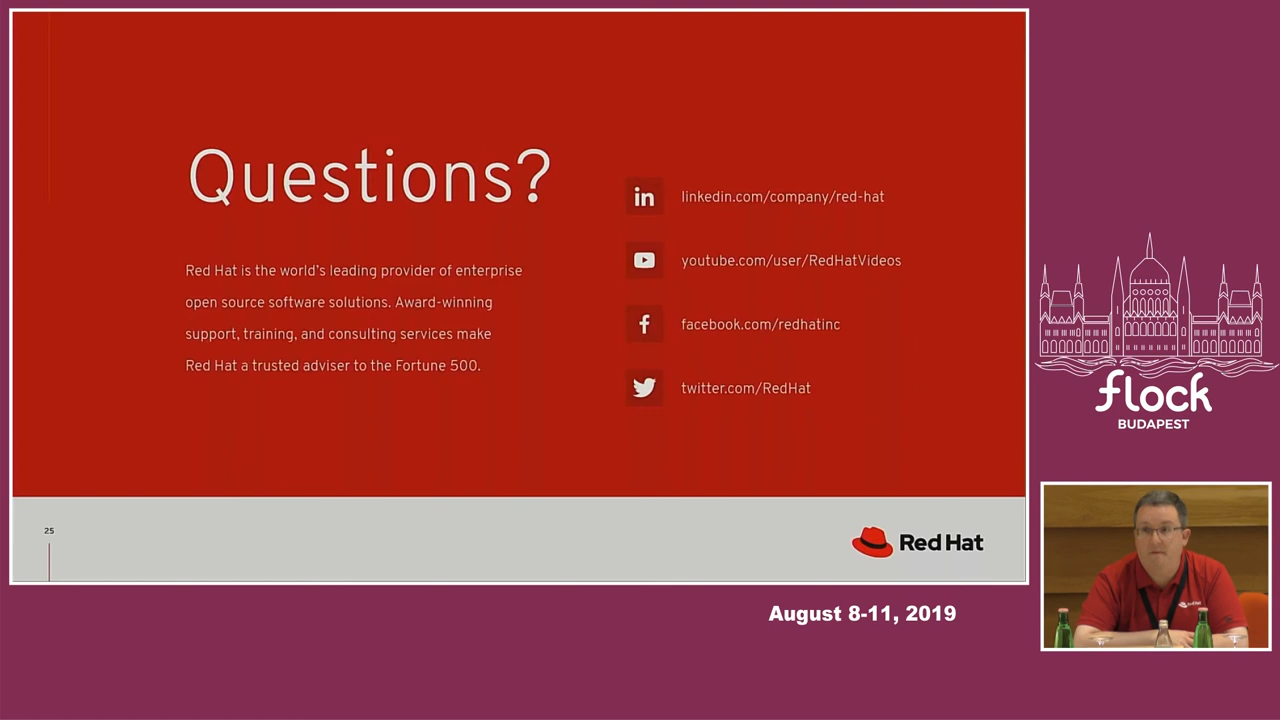 Questions?
Red Hat is the world's leading provider of enterprise
open source software solutions. Award-winning
support, training, and consulting services make
Red Hat a trusted adviser to the Fortune 500.
in
linkedin.com/company/red-hat
youtube.com/user/RedHatVideos
f
facebook.com/redhatinc
twitter.com/RedHat
25
Red Hat
flock
BUDAPEST
August 8-11, 2019
Red Hat